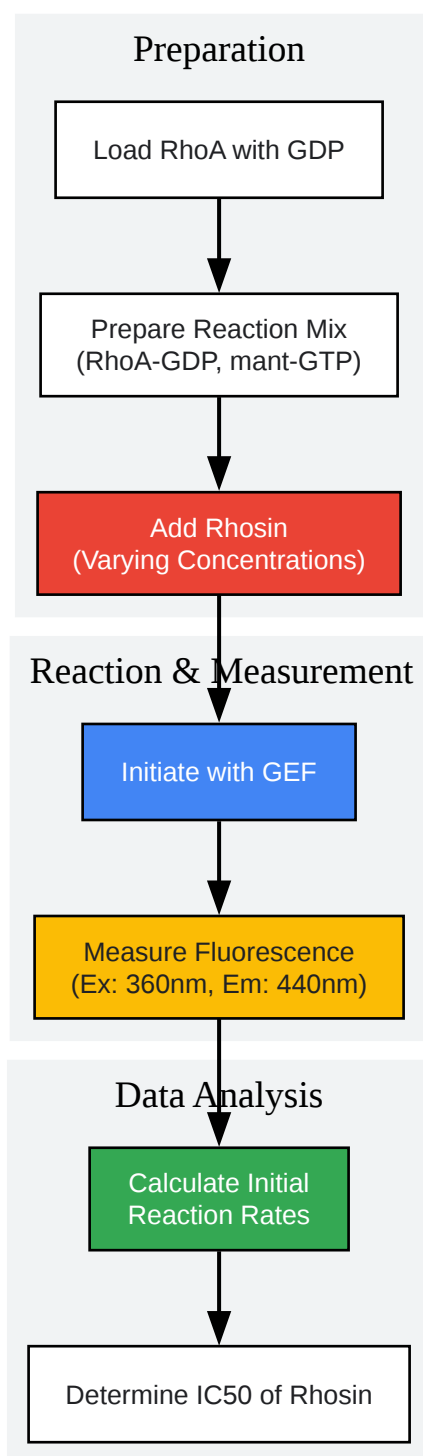 Preparation
Load RhoA with GDP
Prepare Reaction Mix
(RhoA-GDP, mant-GTP)
Add Rhosin
(Varying Concentrations)
Reaction & Measurement
Initiate with GEF
Measure Fluorescence
(Ex: 360nm, Em: 440nm)
Data Analysis
Calculate Initial
Reaction Rates
Determine IC50 of Rhosin